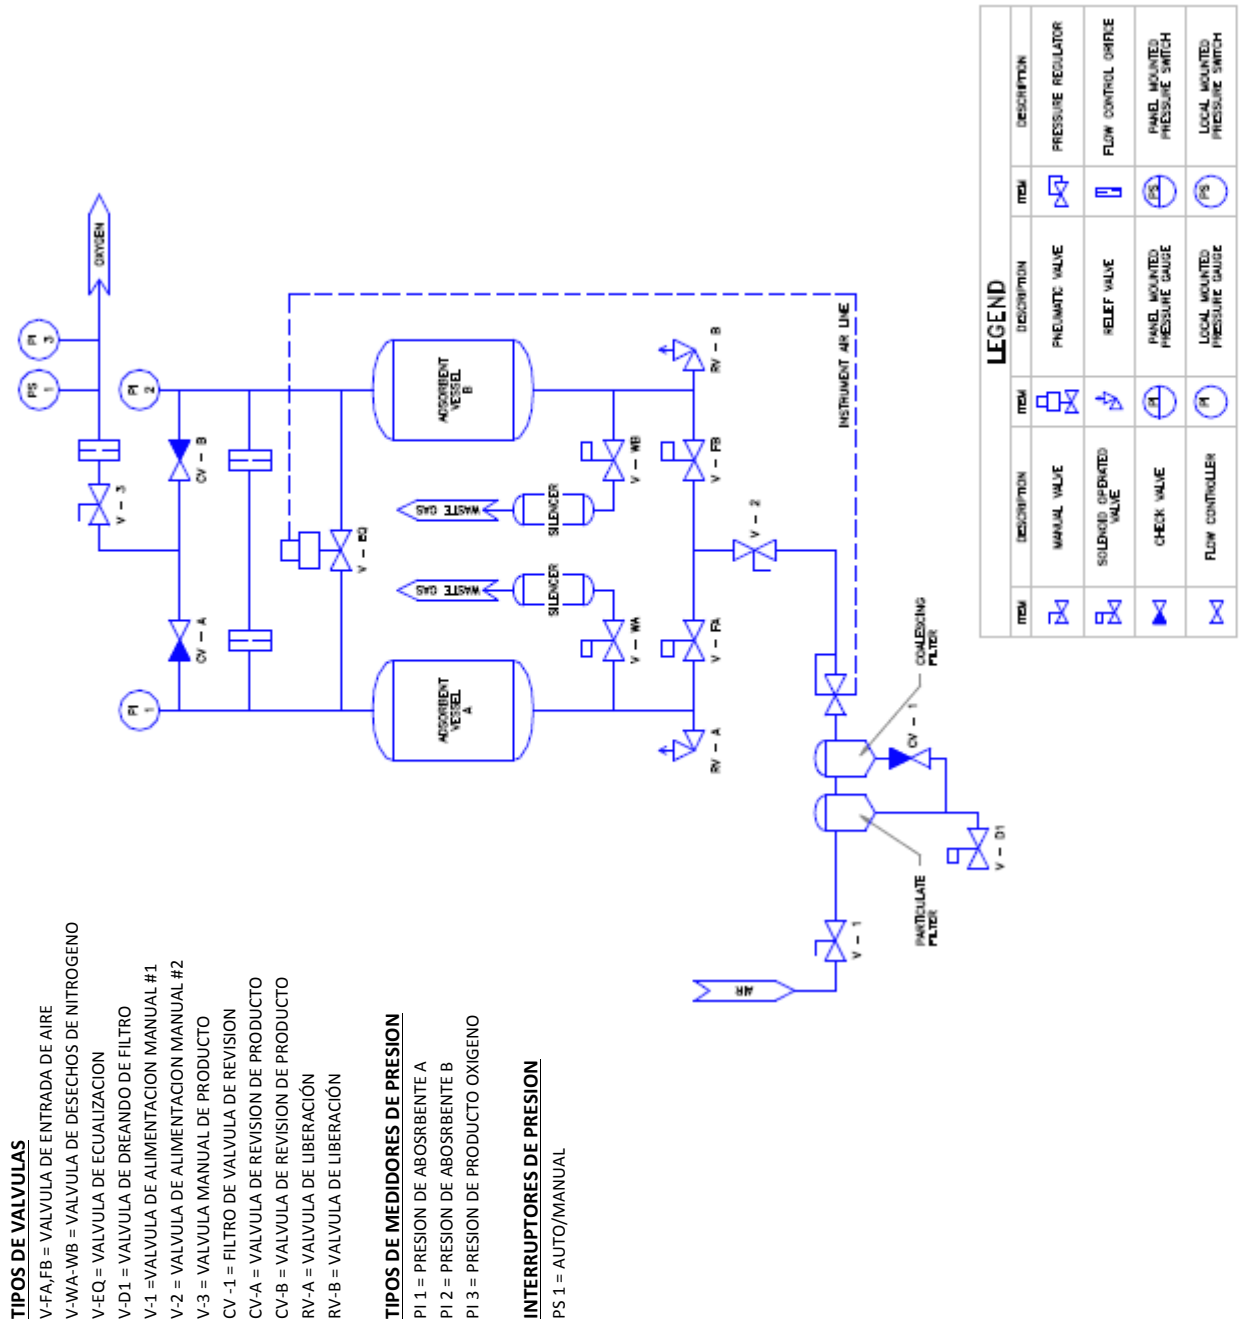 TIPOS DE VALVULAS
V-FA,FB = VALVULA DE ENTRADA DE AIRE
V-WA-WB = VALVULA DE DESECHOS DE NITROGENO
V-EQ = VALVULA DE ECUALIZACION
V-D1 = VALVULA DE DREANDO DE FILTRO
V-1 =VALVULA DE ALIMENTACION MANUAL #1
V-2 = VALVULA DE ALIMENTACION MANUAL #2
V-3 = VALVULA MANUAL DE PRODUCTO
CV -1 = FILTRO DE VALVULA DE REVISION
CV-A = VALVULA DE REVISION DE PRODUCTO
CV-B = VALVULA DE REVISION DE PRODUCTO
RV-A = VALVULA DE LIBERACIÓN
RV-B = VALVULA DE LIBERACIÓN
TIPOS DE MEDIDORES DE PRESION
PI 1 = PRESION DE ABOSRBENTE A
PI 2 = PRESION DE ABOSRBENTE B
PI 3 = PRESION DE PRODUCTO OXIGENO
INTERRUPTORES DE PRESION
PS 1 = AUTO/MANUAL
PS
1
PI
3
OXYGEN
V - 3
PI
1
CV - A
CV - B
PI
2
V - EQ
ADSORBENT
VESSEL
A
ADSORBENT
VESSEL
B
WASTE GAS
WASTE GAS
SILENCER
SILENCER
V - WA
V - WB
RV - A
V - FA
V - FB
RV - B
V - 2
INSTRUMENT AIR LINE
AIR
V - 1
PARTICULATE
FILTER
COALESCING
FILTER
CV - 1
V - D1
LEGEND
ITEM
DESCRIPTION
ITEM
DESCRIPTION
ITEM
DESCRIPTION
MANUAL VALVE
PNEUMATIC VALVE
PRESSURE REGULATOR
SOLENOID OPERATED
VALVE
RELIEF VALVE
FLOW CONTROL ORIFICE
CHECK VALVE
PI
PANEL MOUNTED
PRESSURE GAUGE
PS
PANEL MOUNTED
PRESSURE SWITCH
FLOW CONTROLLER
PI
LOCAL MOUNTED
PRESSURE GAUGE
PS
LOCAL MOUNTED
PRESSURE SWITCH